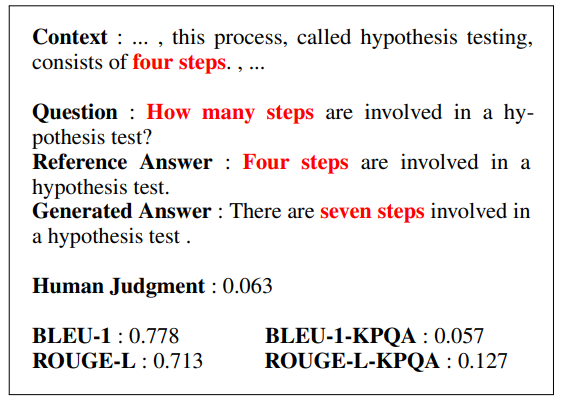 Context : ... , this process, called hypothesis testing,
consists of four steps. , ...
Question : How many steps are involved in a hy-
pothesis test?
Reference Answer : Four steps are involved in a
hypothesis test.
Generated Answer : There are seven steps involved in
a hypothesis test .
Human Judgment : 0.063
BLEU-1 : 0.778 BLEU-1-KPQA : 0.057
ROUGE-L : 0.713 ROUGE-L-KPQA : 0.127